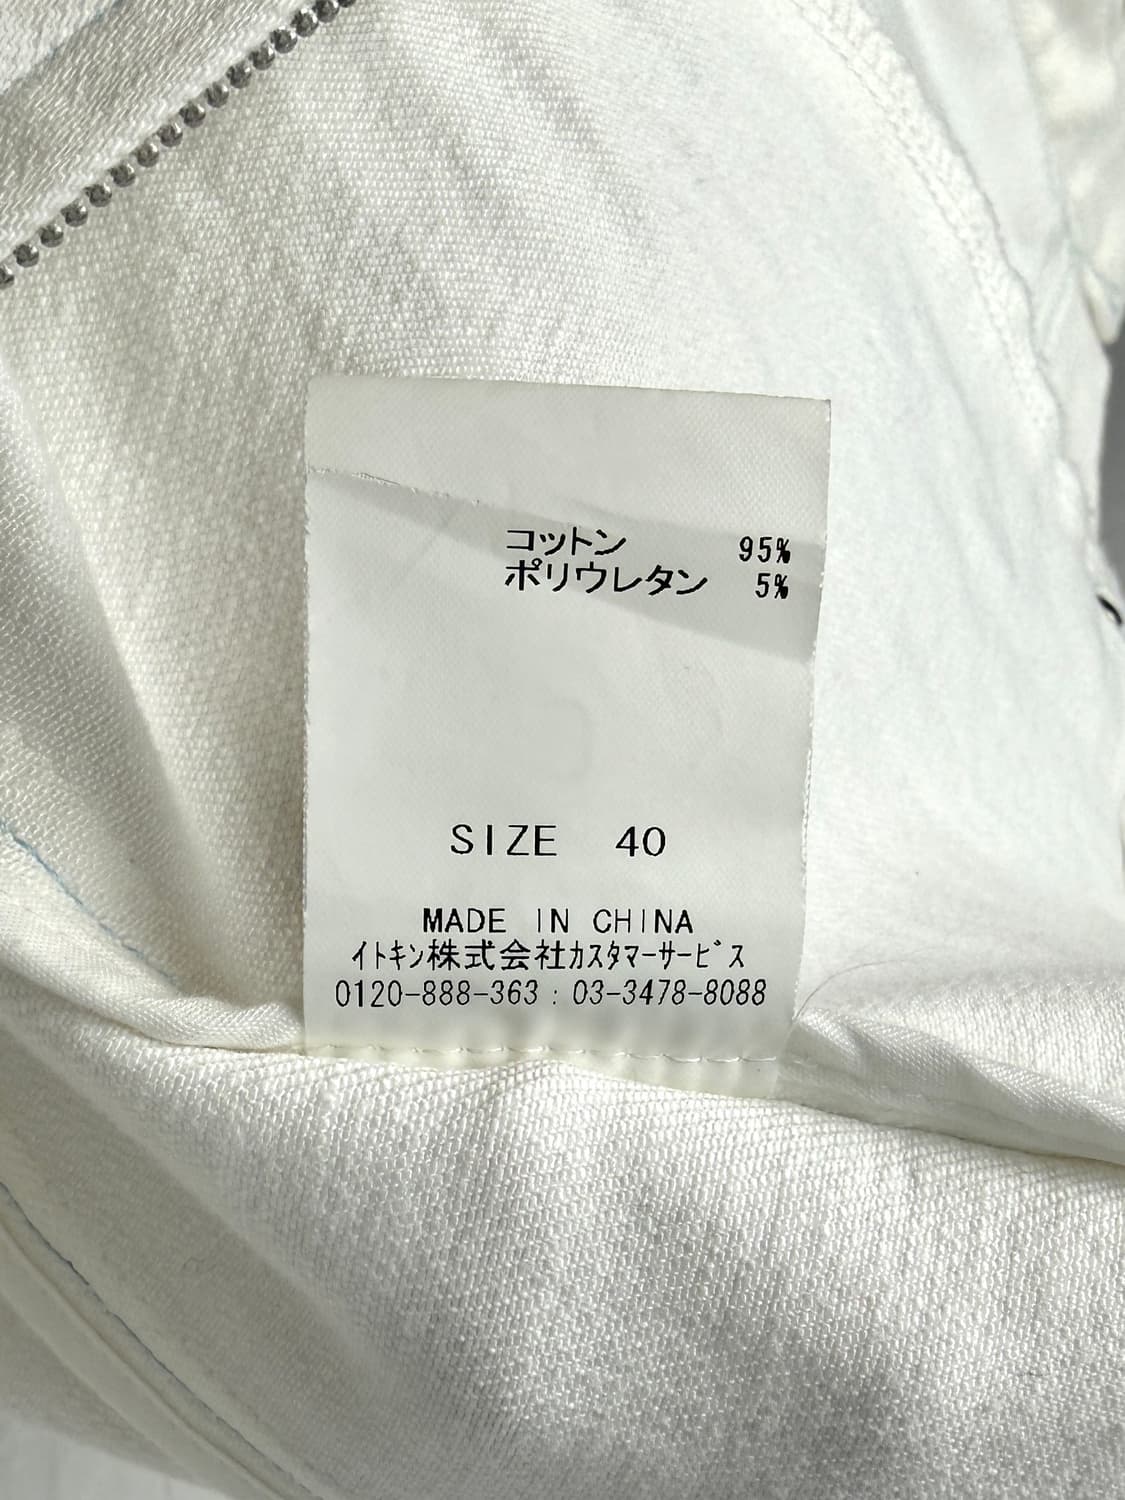 コットン 95%
ポリウレタン 5%
SIZE 40
MADE IN CHINA
イトキン株式会社カスタマーサービス
0120-888-363 : 03-3478-8088